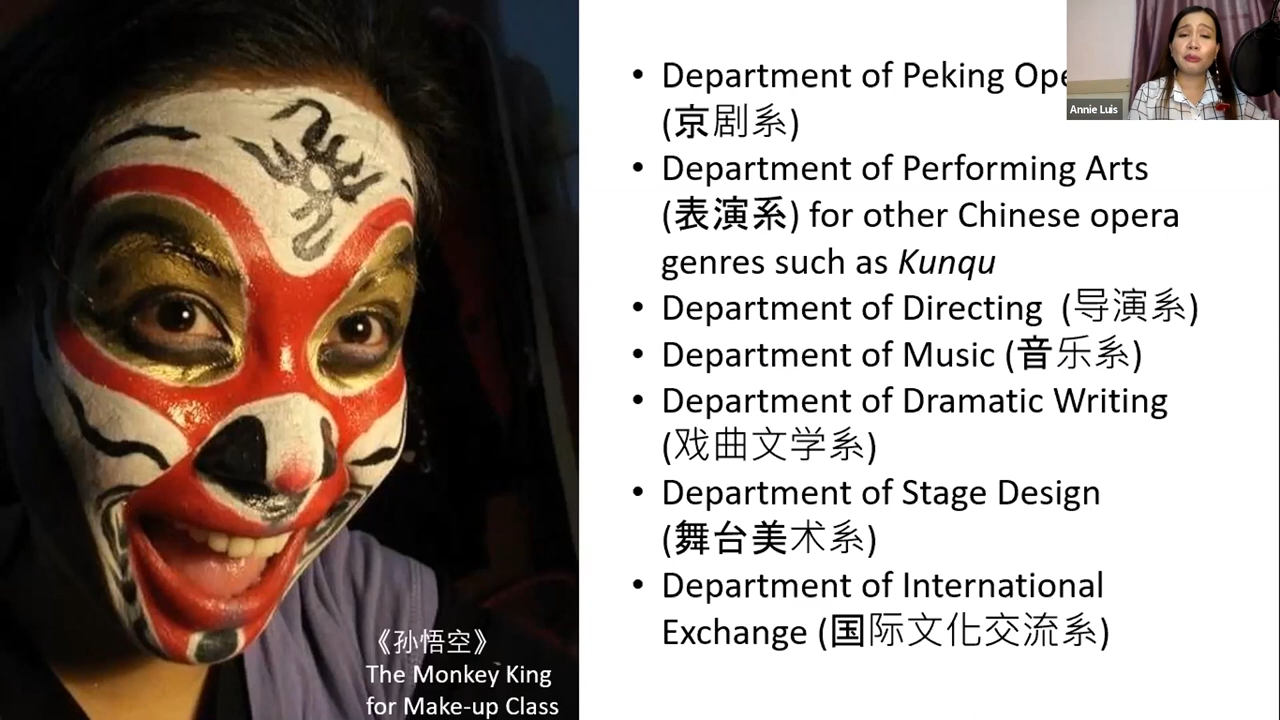 《孙悟空》
The Monkey King
for Make-up Class
• Department of Peking Ope
(京剧系)
• Department of Performing Arts
(表演系) for other Chinese opera
genres such as Kunqu
• Department of Directing (导演系)
• Department of Music (音乐系)
• Department of Dramatic Writing
(戏曲文学系)
• Department of Stage Design
(舞台美术系)
• Department of International
Exchange (国际文化交流系)
Annie Luis